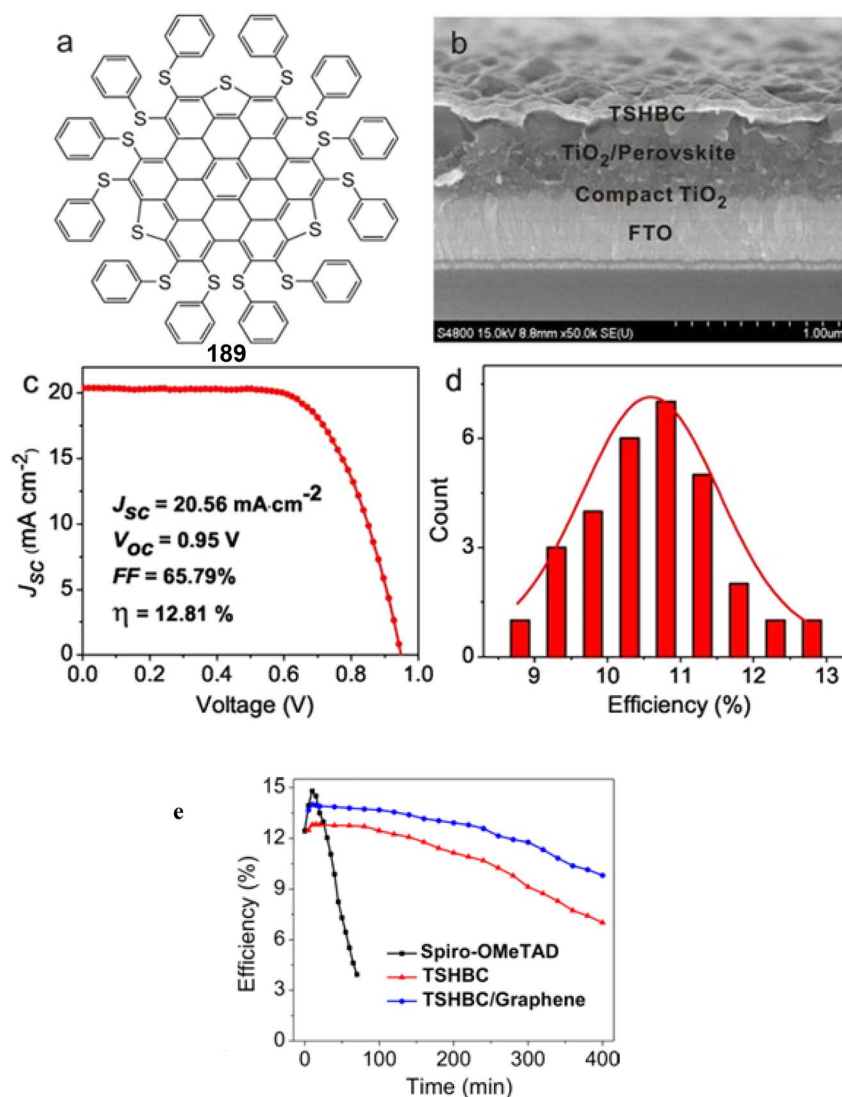 a
S S S S S S S S S S S S S S S
189
b
TSHBC
TiO2/Perovskite
Compact TiO2
FTO
S4800 15.0kV 8.8mm x50.0k SE(U)
1.00um
c
JSC (mA cm-2)
20
15
10
5
0
JSC = 20.56 mA·cm-2
VOC = 0.95 V
FF = 65.79%
η = 12.81 %
0.0 0.2 0.4 0.6 0.8 1.0
Voltage (V)
d
Count
6
3
0
9 10 11 12 13
Efficiency (%)
e
Efficiency (%)
15
12
9
6
3
0
Spiro-OMeTAD
TSHBC
TSHBC/Graphene
0 100 200 300 400
Time (min)